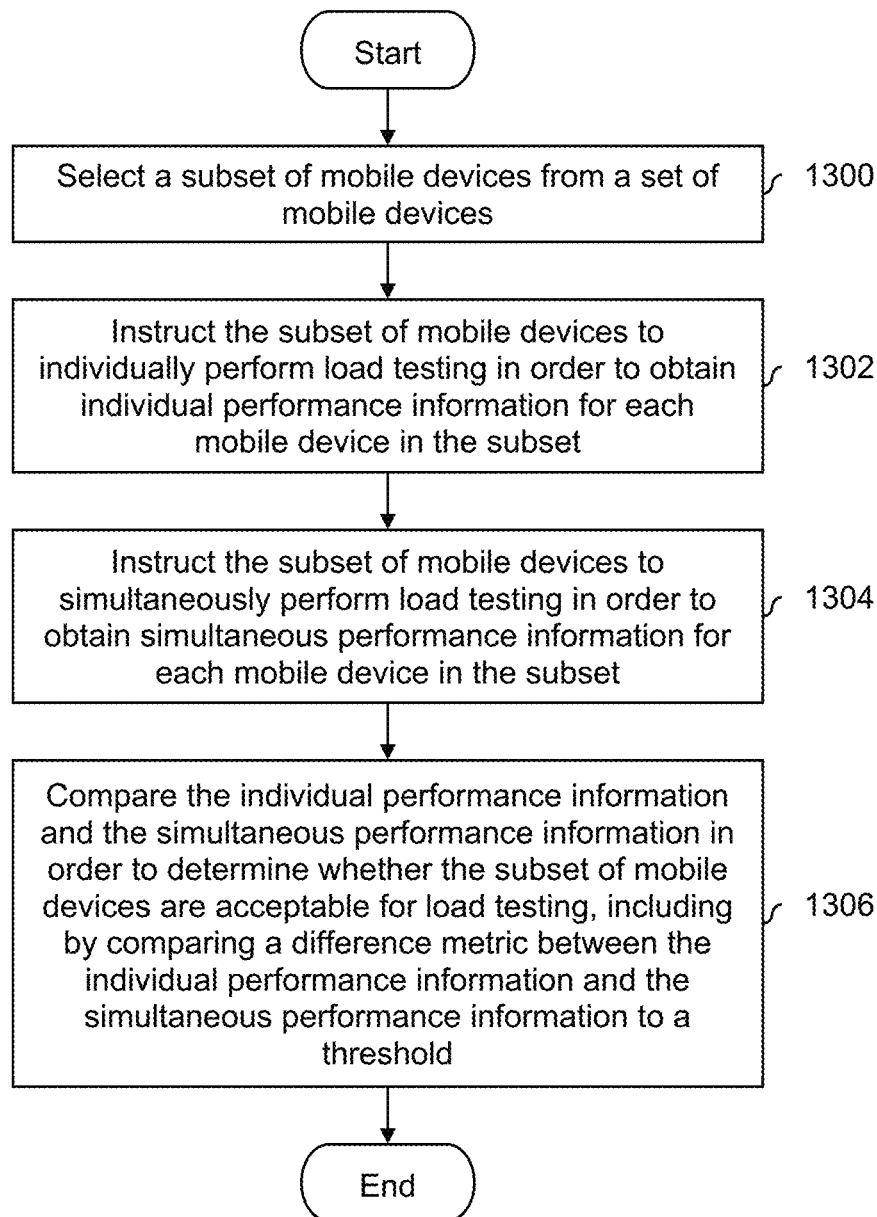 Start
Select a subset of mobile devices from a set of
mobile devices
1300
Instruct the subset of mobile devices to
individually perform load testing in order to obtain
individual performance information for each
mobile device in the subset
1302
Instruct the subset of mobile devices to
simultaneously perform load testing in order to
obtain simultaneous performance information for
each mobile device in the subset
1304
Compare the individual performance information
and the simultaneous performance information in
order to determine whether the subset of mobile
devices are acceptable for load testing, including
by comparing a difference metric between the
individual performance information and the
simultaneous performance information to a
threshold
1306
End